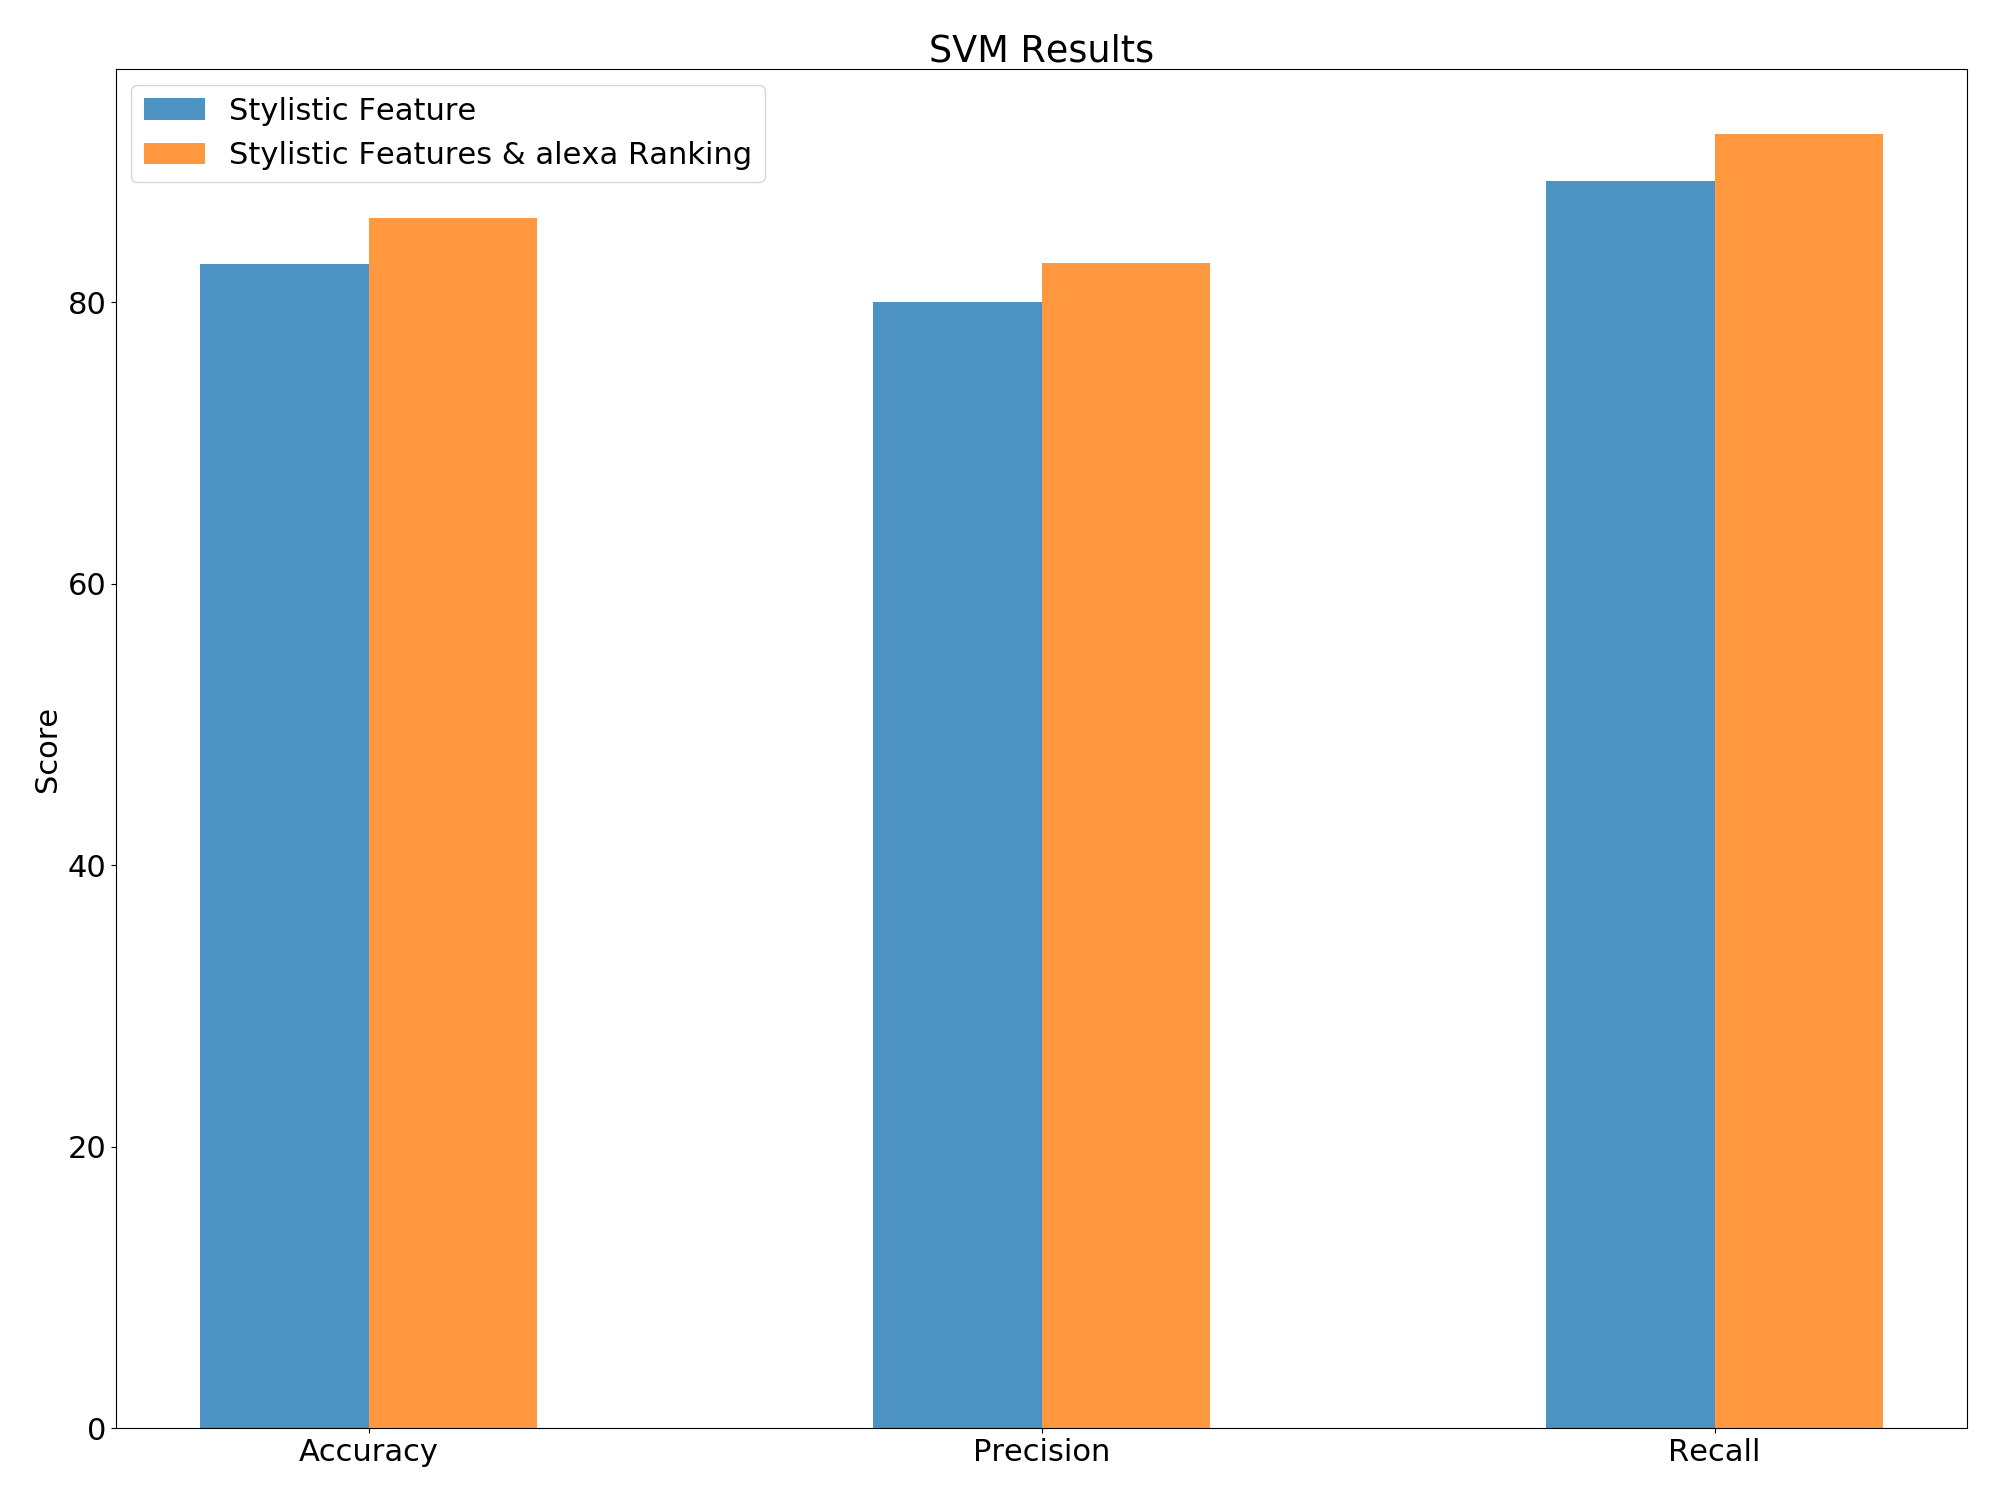 SVM Results
Stylistic Feature
Stylistic Features & alexa Ranking
80
60
40
20
0
Score
Accuracy
Precision
Recall